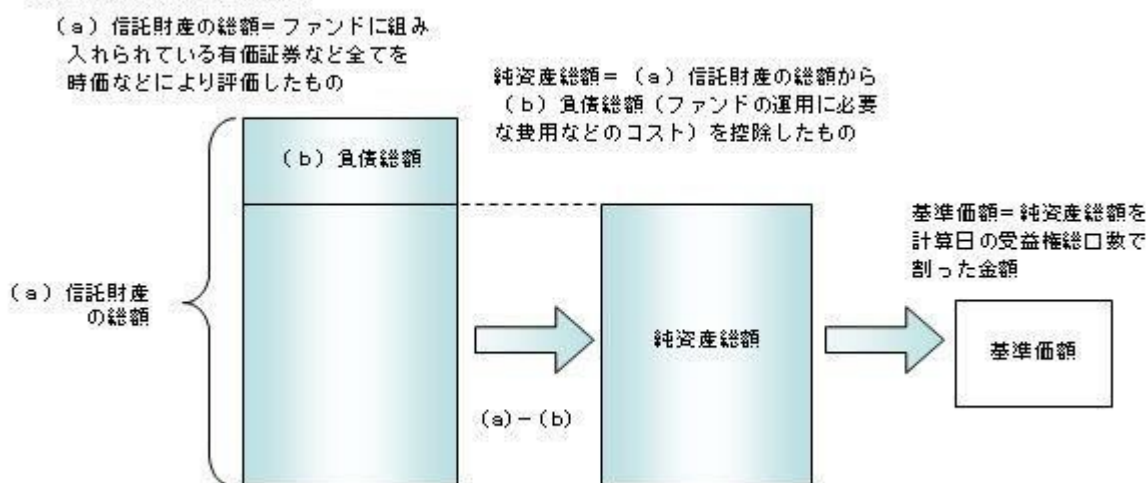 （a）信託財産の総額＝ファンドに組み
入れられている有価証券など全てを
時価などにより評価したもの
純資産総額＝（a）信託財産の総額から
（b）負債総額（ファンドの運用に必要
な費用などのコスト）を控除したもの
（b）負債総額
基準価額＝純資産総額を
計算日の受益権総口数で
割った金額
（a）信託財産
の総額
純資産総額
基準価額
(a)－(b)